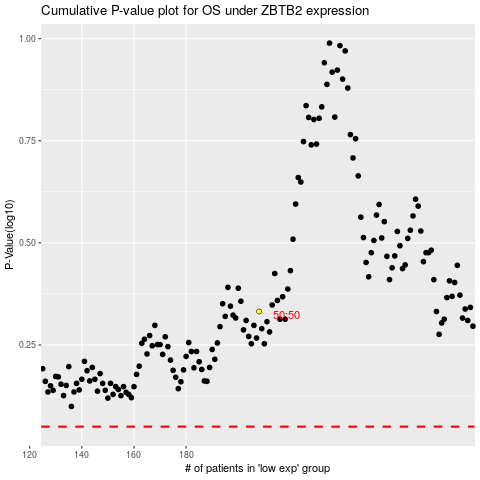 Cumulative P-value plot for OS under ZBTB2 expression
P-Value(log10)
1.00
0.75
0.50
0.25
50:50
120 140 160 180
# of patients in 'low exp' group